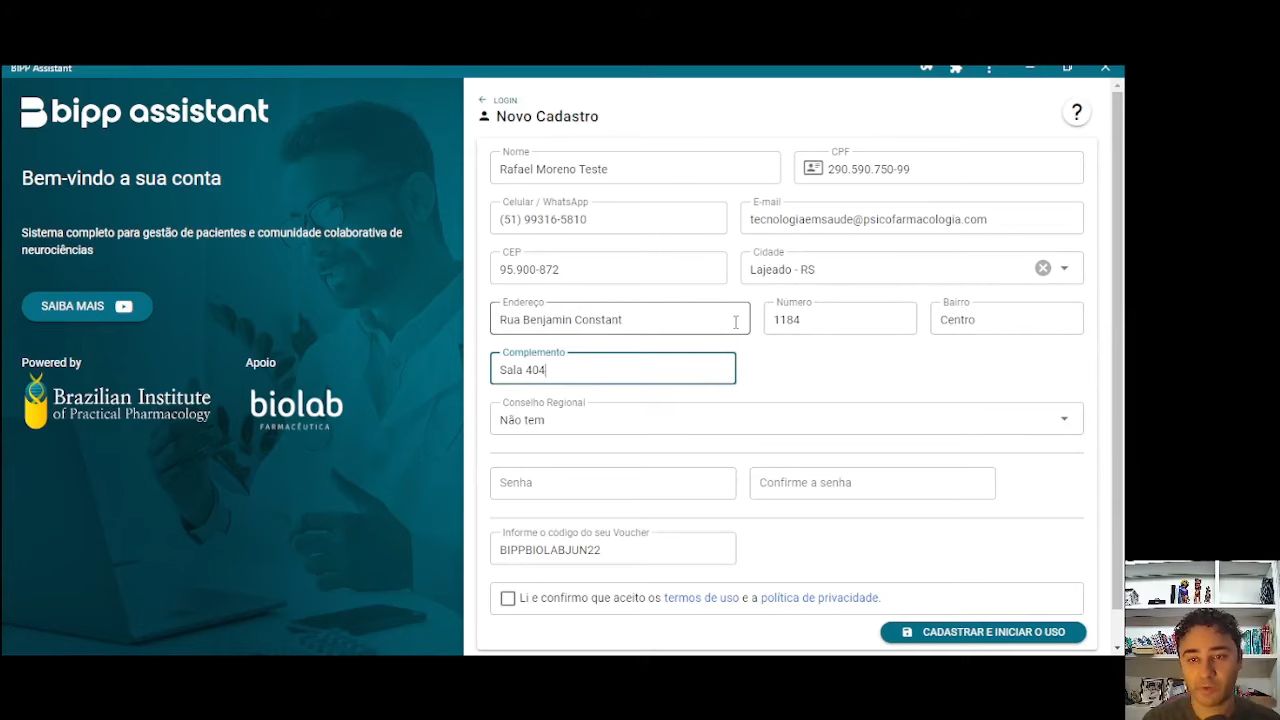 BIPP Assistant
bipp assistant
Bem-vindo a sua conta
Sistema completo para gestão de pacientes e comunidade colaborativa de
neurociências
SAIBA MAIS
Powered by
Brazilian Institute
of Practical Pharmacology
Apoio
biolab
FARMACÊUTICA
LOGIN
Novo Cadastro
?
Nome
Rafael Moreno Teste
CPF
290.590.750-99
Celular / WhatsApp
(51) 99316-5810
E-mail
tecnologiaemsaude@psicofarmacologia.com
CEP
95.900-872
Cidade
Lajeado - RS
Endereço
Rua Benjamin Constant
Número
1184
Bairro
Centro
Complemento
Sala 404
Conselho Regional
Não tem
Senha
Confirme a senha
Informe o código do seu Voucher
BIPPBIOLABJUN22
Li e confirmo que aceito os termos de uso e a política de privacidade.
CADASTRAR E INICIAR O USO